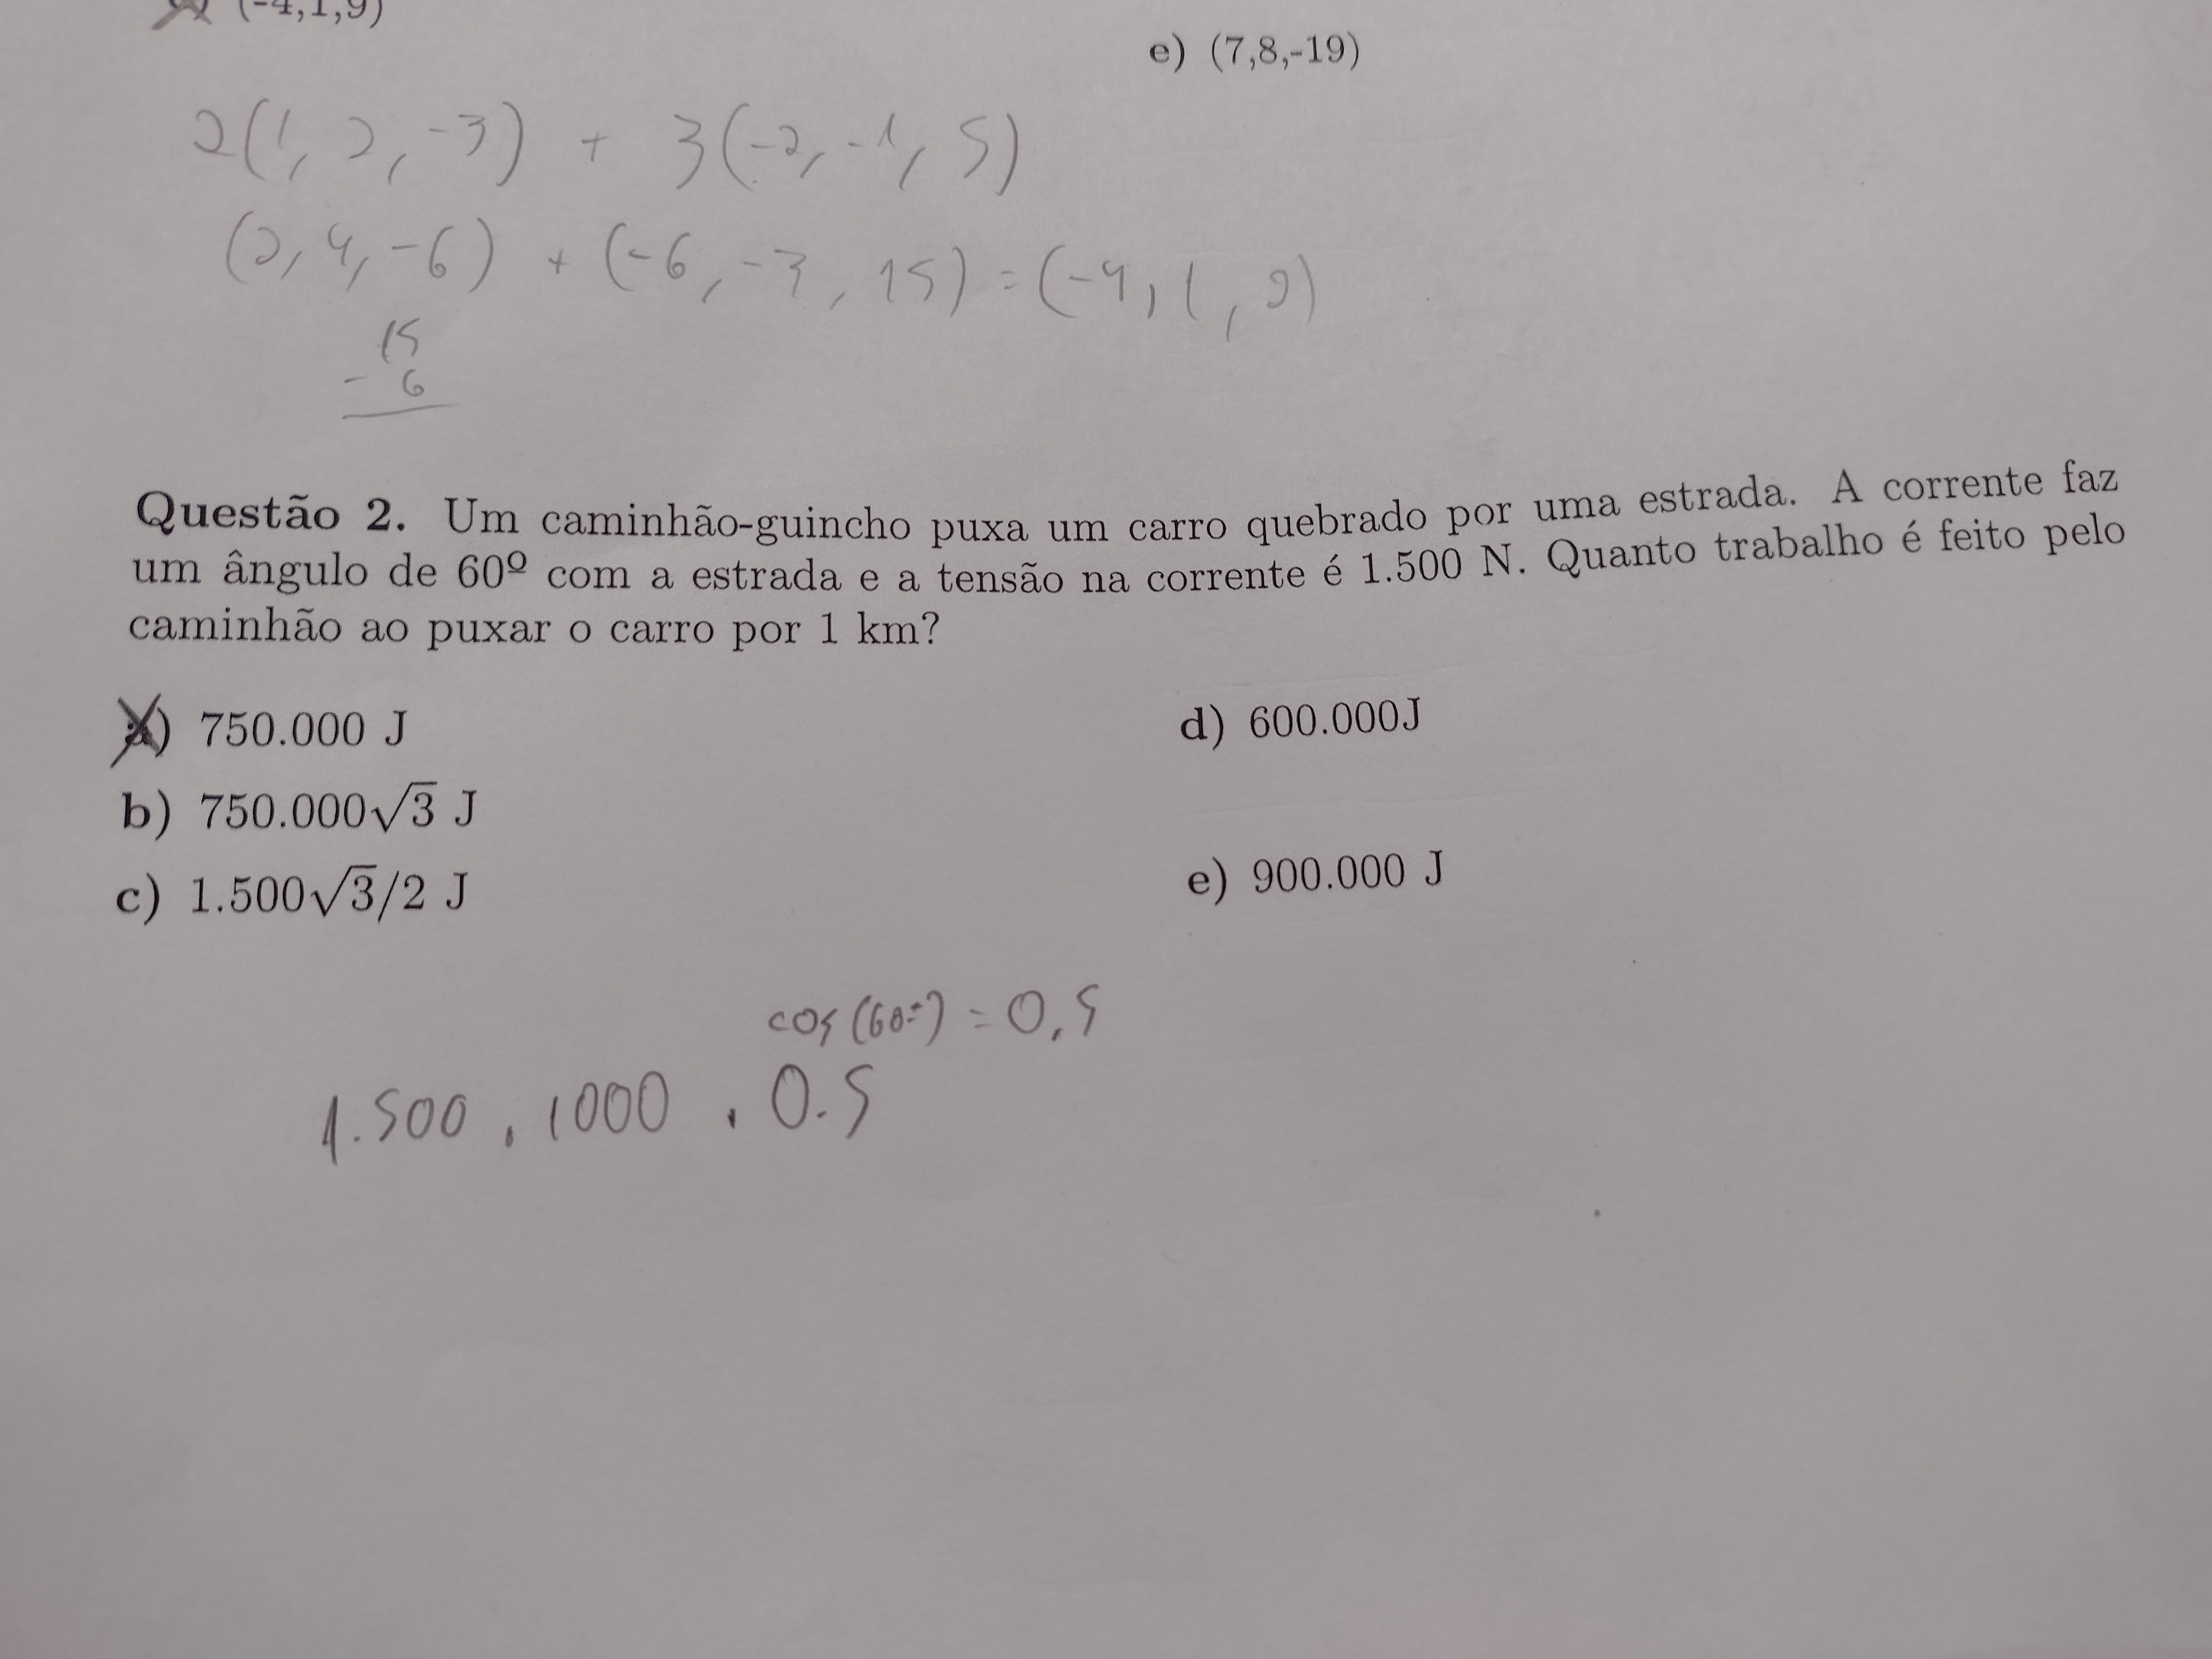 (-4,1,9)
e) (7,8,-19)
2(1, 2, -3) + 3(-2, -1, 5)
(2, 4, -6) + (-6, -3, 15) = (-4, 1, 9)
15
- 6
Questão 2. Um caminhão-guincho puxa um carro quebrado por uma estrada. A corrente faz
um ângulo de 60º com a estrada e a tensão na corrente é 1.500 N. Quanto trabalho é feito pelo
caminhão ao puxar o carro por 1 km?
a) 750.000 J
b) 750.000√3 J
c) 1.500√3/2 J
d) 600.000J
e) 900.000 J
cos(60º) = 0,5
1.500 . 1000 . 0.5